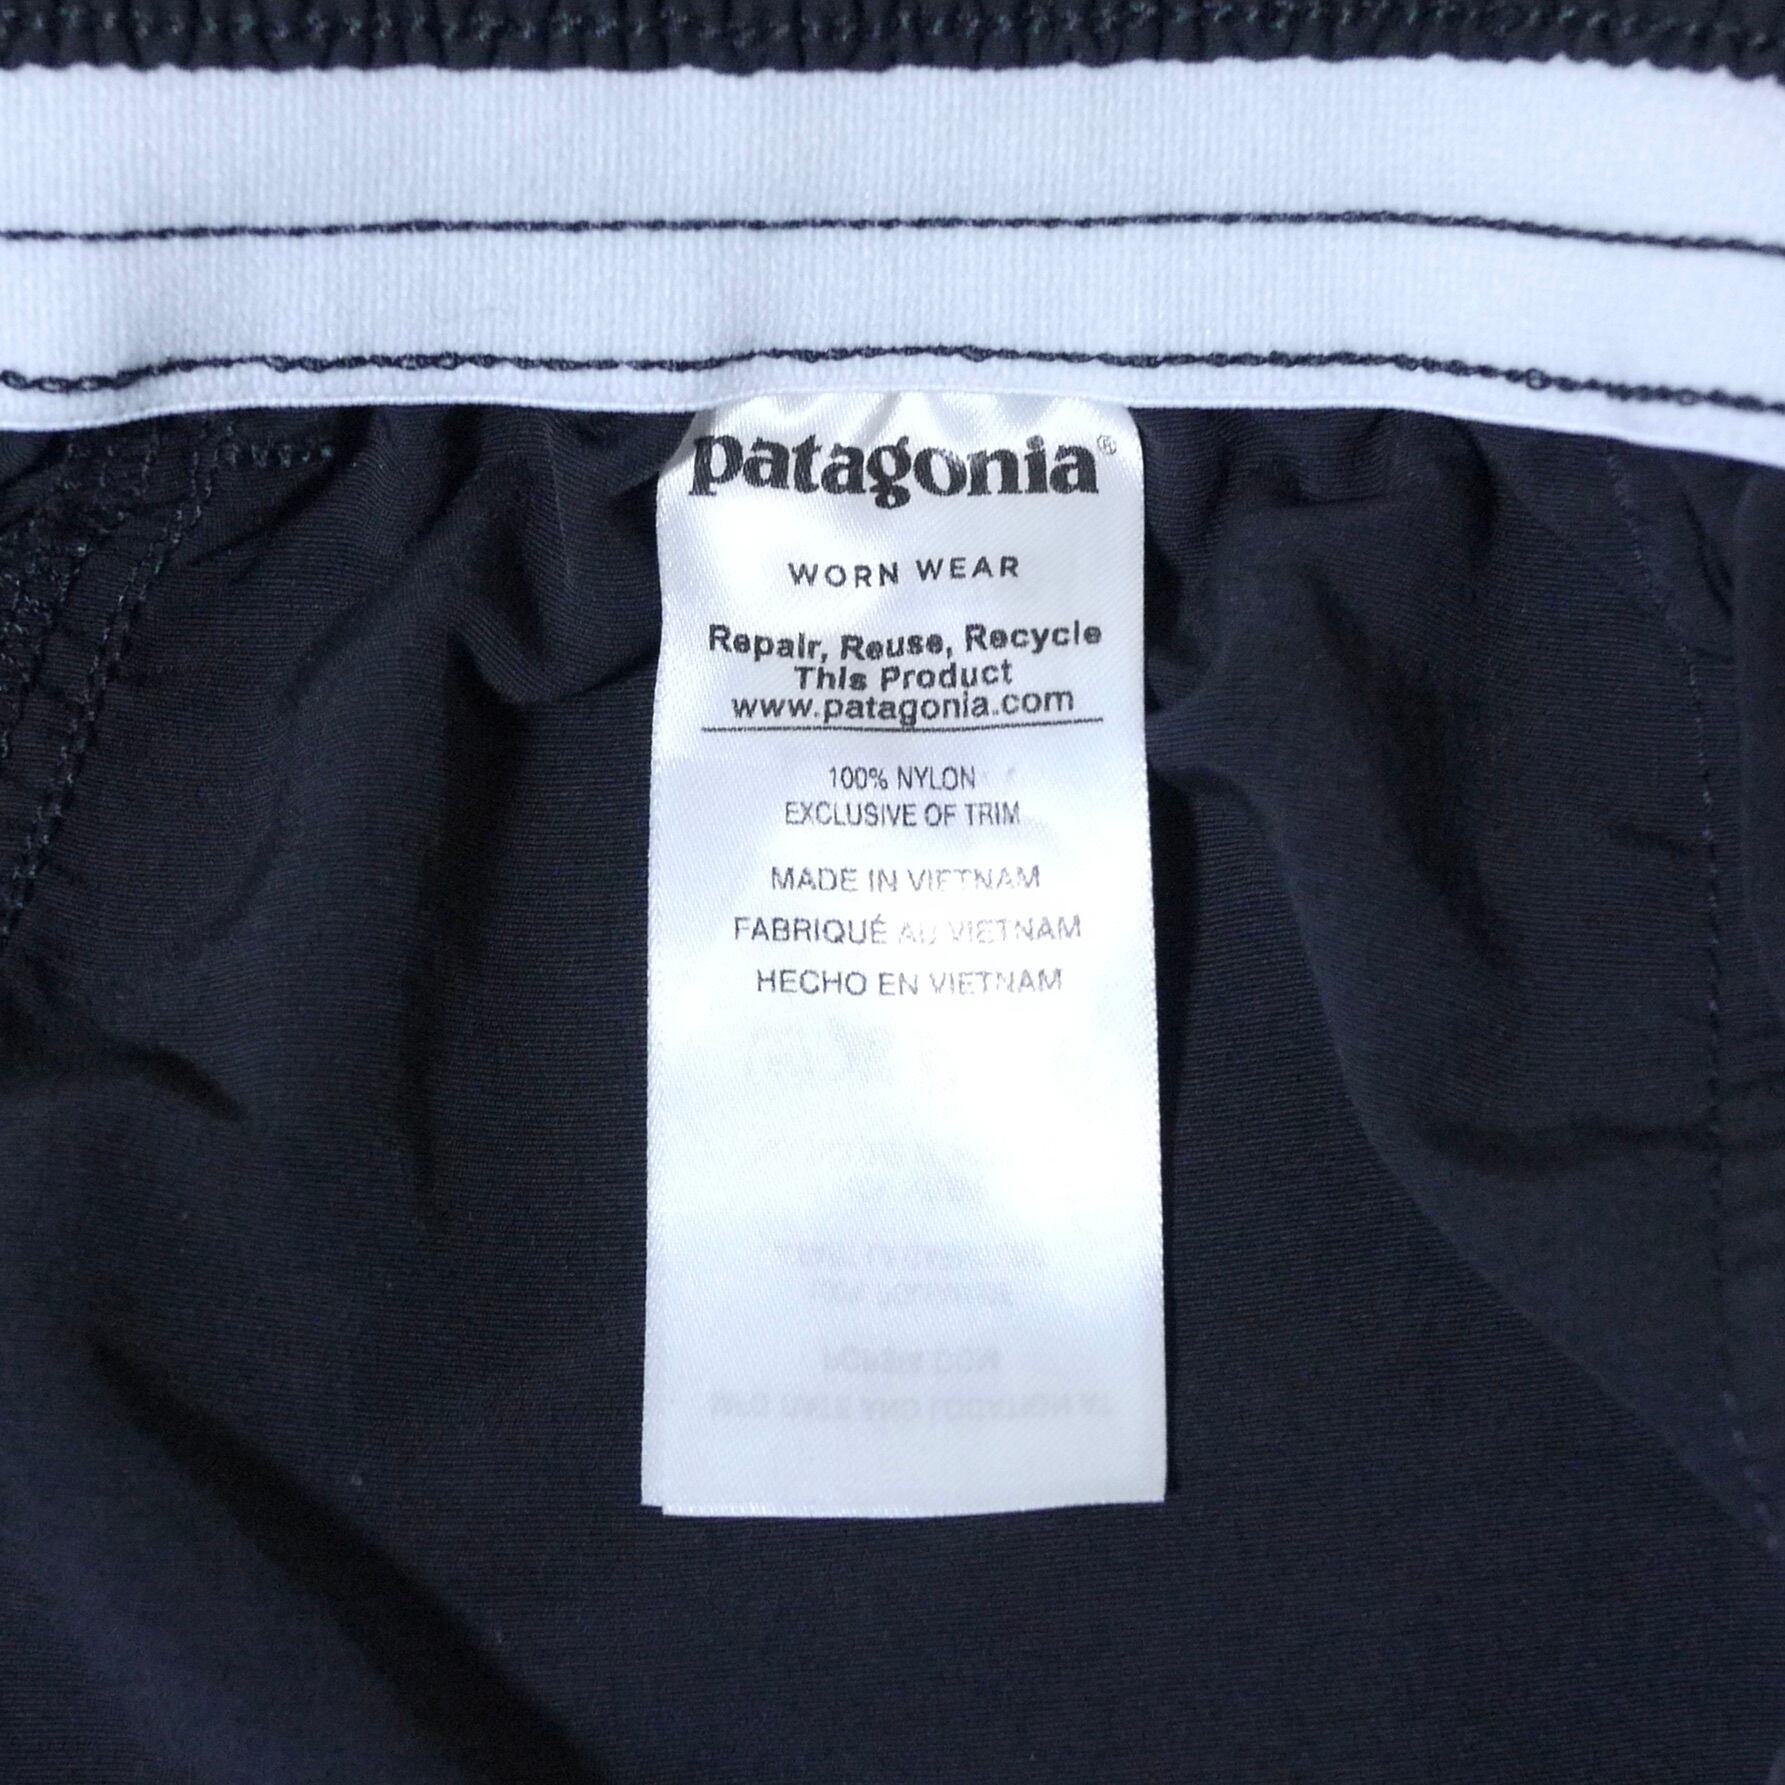 patagonia®
WORN WEAR
Repair, Reuse, Recycle
This Product
www.patagonia.com
100% NYLON
EXCLUSIVE OF TRIM
MADE IN VIETNAM
FABRIQUÉ AU VIETNAM
HECHO EN VIETNAM